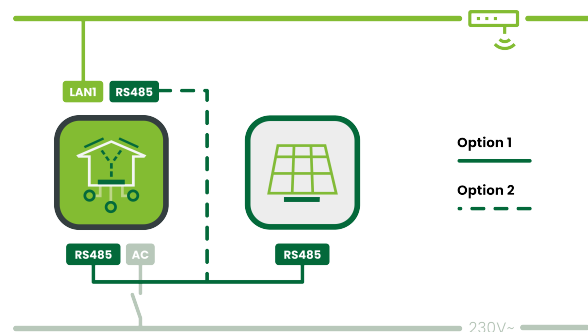 LAN1 RS485
Option 1
Option 2
RS485 AC RS485
230V~